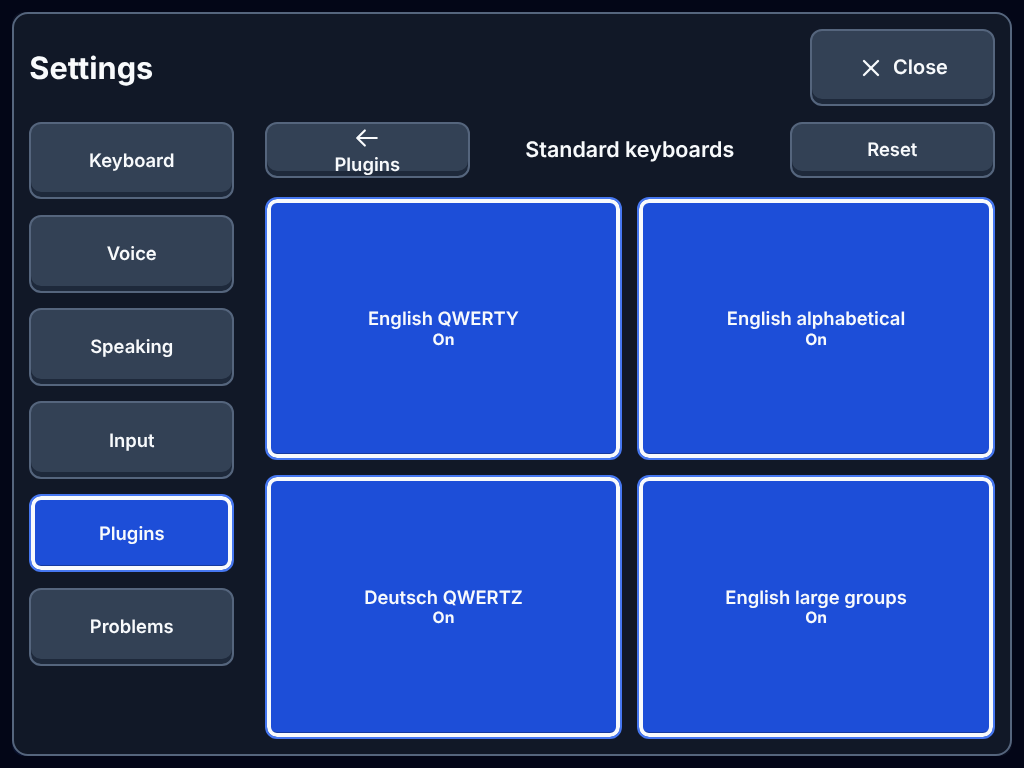 Settings
Close
Keyboard
Voice
Speaking
Input
Plugins
Problems
Plugins
Standard keyboards
Reset
English QWERTY
On
English alphabetical
On
Deutsch QWERTZ
On
English large groups
On